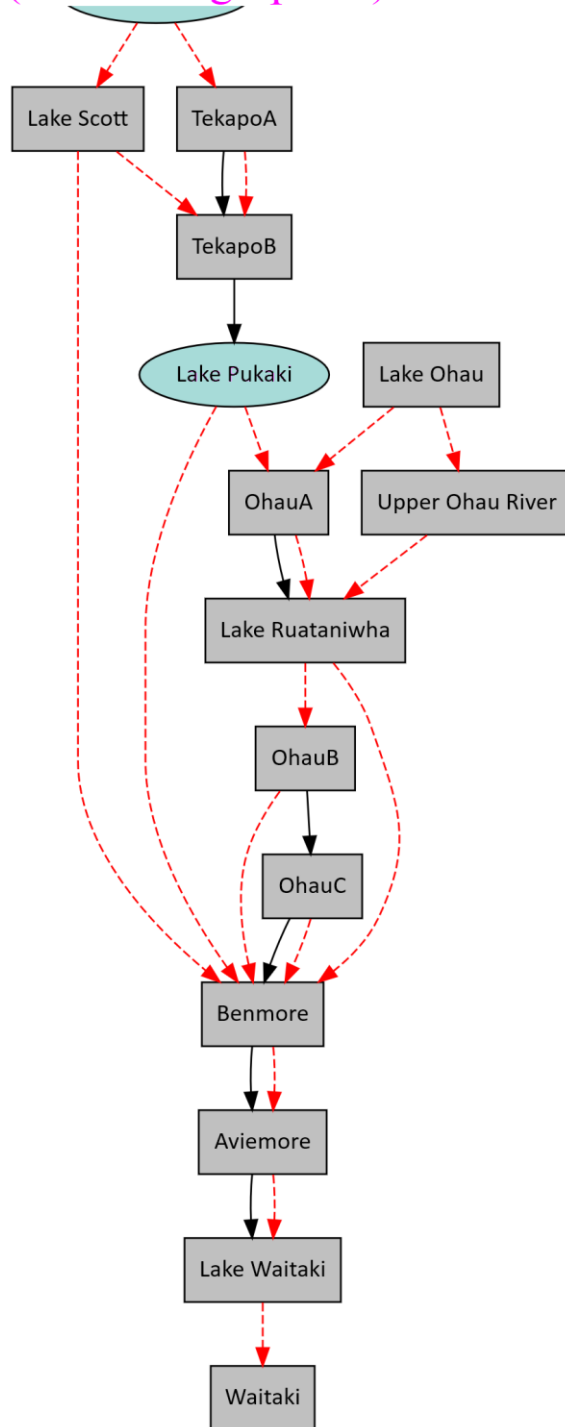 Lake Scott
TekapoA
TekapoB
Lake Pukaki
Lake Ohau
OhauA
Upper Ohau River
Lake Ruataniwha
OhauB
OhauC
Benmore
Aviemore
Lake Waitaki
Waitaki